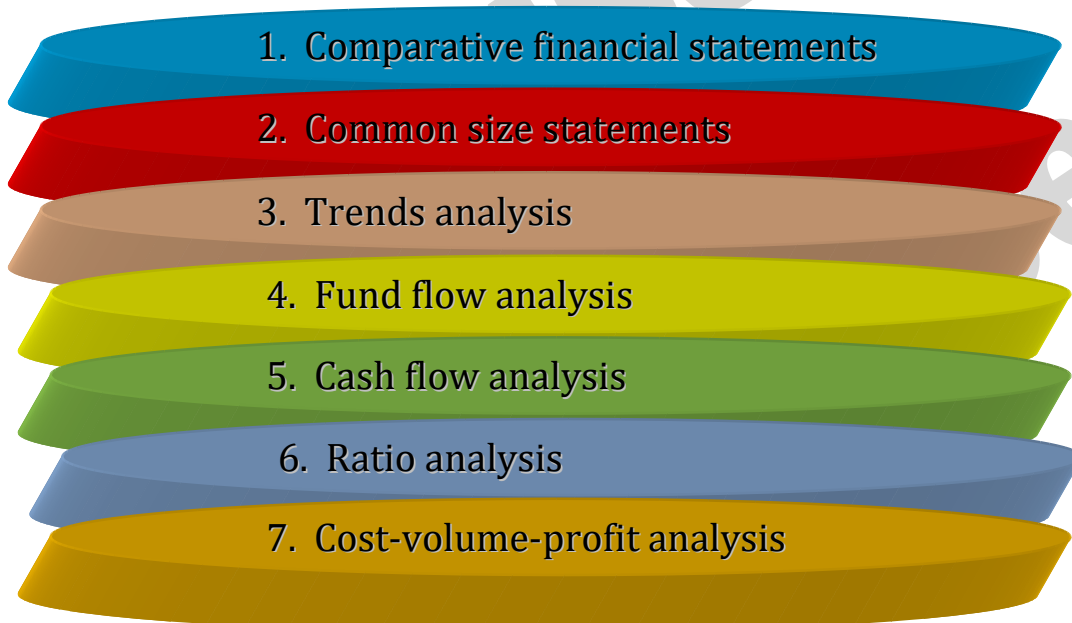 1. Comparative financial statements
2. Common size statements
3. Trends analysis
4. Fund flow analysis
5. Cash flow analysis
6. Ratio analysis
7. Cost-volume-profit analysis